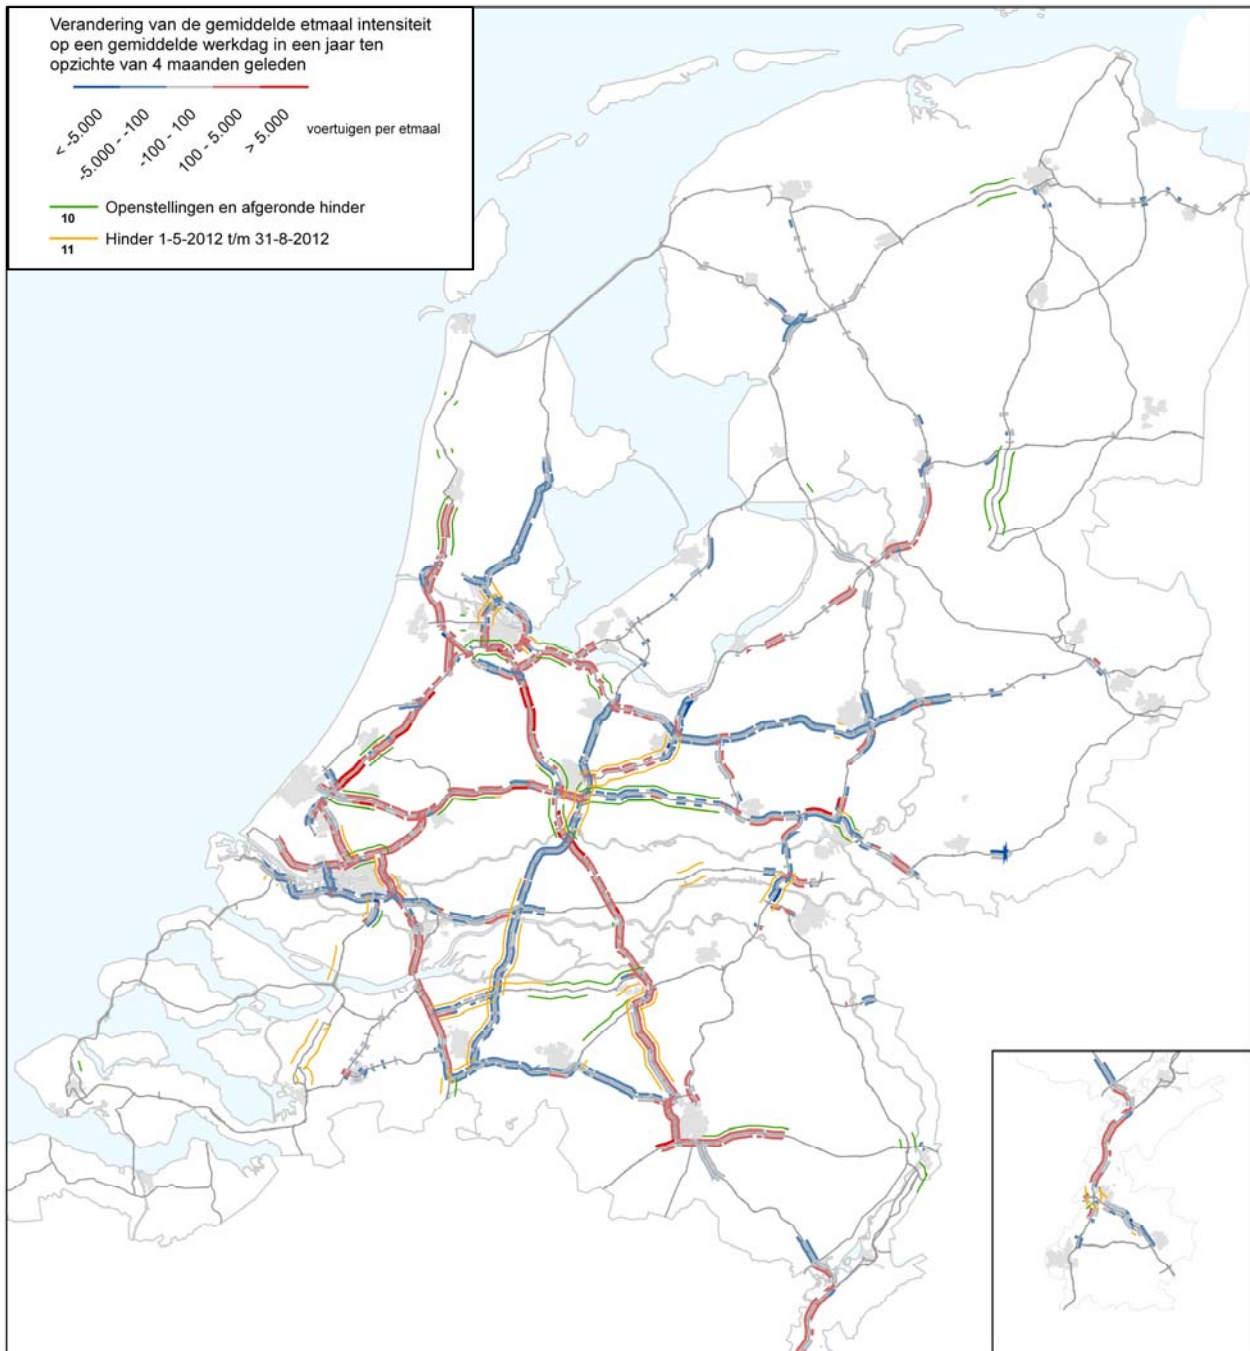 Verandering van de gemiddelde etmaal intensiteit
op een gemiddelde werkdag in een jaar ten
opzichte van 4 maanden geleden
< -5.000
-5.000 - -100
-100 - 100
100 - 5.000
> 5.000
voertuigen per etmaal
Openstellingen en afgeronde hinder
10
Hinder 1-5-2012 t/m 31-8-2012
11